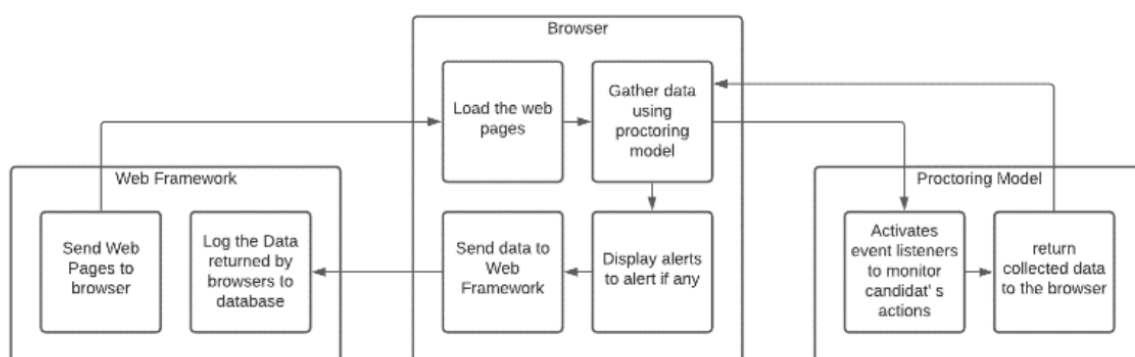 Browser
Load the web
pages
Gather data
using
proctoring
model
Web Framework
Proctoring Model
Send Web
Pages to
browser
Log the Data
returned by
browsers to
database
Send data to
Web
Framework
Display alerts
to alert if any
Activates
event listeners
to monitor
candidat' s
actions
return
collected data
to the browser